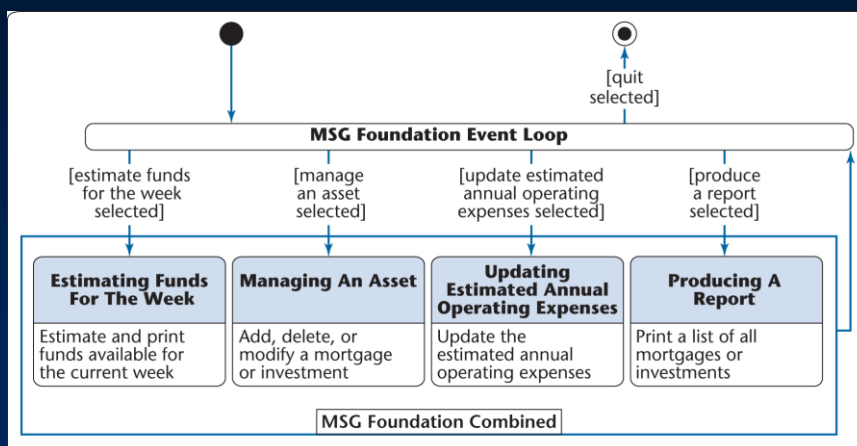 [quit
selected]
MSG Foundation Event Loop
[estimate funds
for the week
selected]
[manage
an asset
selected]
[update estimated
annual operating
expenses selected]
[produce
a report
selected]
Estimating Funds
For The Week
Estimate and print
funds available for
the current week
Managing An Asset
Add, delete, or
modify a mortgage
or investment
Updating
Estimated Annual
Operating Expenses
Update the
estimated annual
operating expenses
Producing A
Report
Print a list of all
mortgages or
investments
MSG Foundation Combined